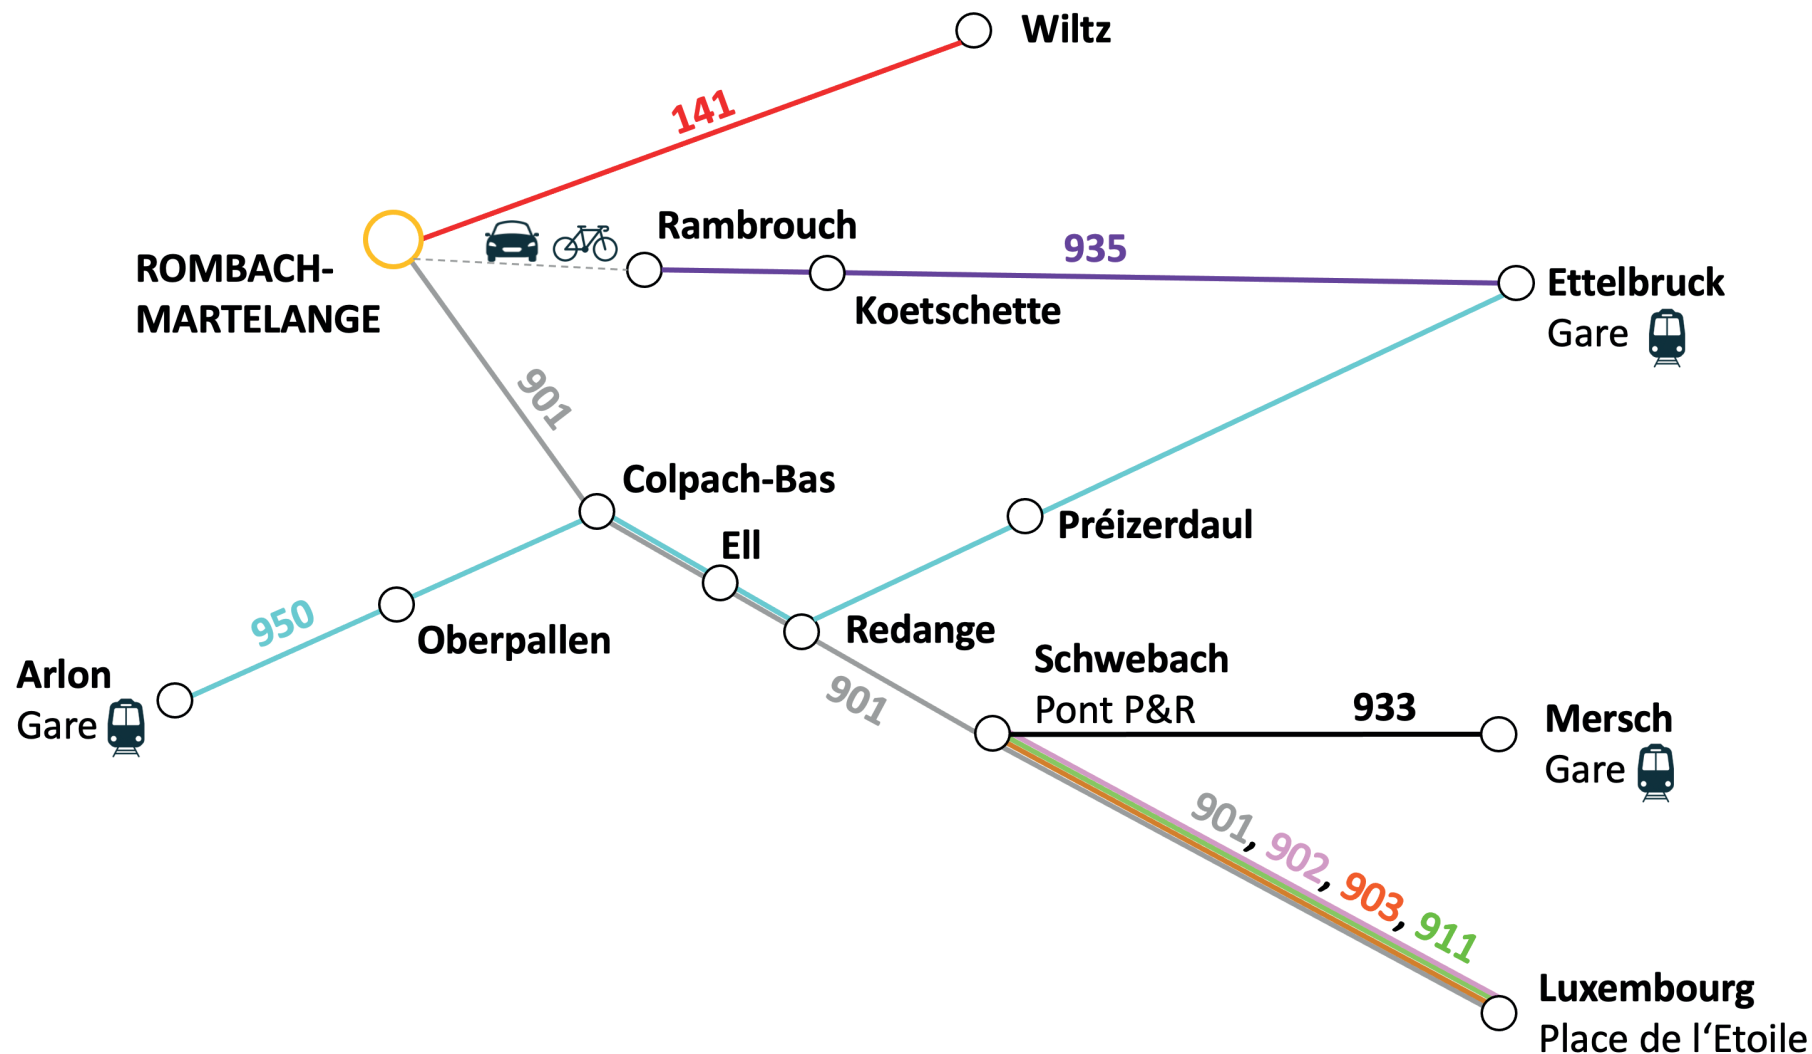 Wiltz
141
Rambrouch
935
ROMBACH-
MARTELANGE
Koetschette
Ettelbruck
Gare
901
Colpach-Bas
Ell
Préizerdaul
950
Oberpallen
Redange
Arlon
Gare
901
Schwebach
Pont P&R
933
Mersch
Gare
901, 902, 903, 911
Luxembourg
Place de l‘Etoile